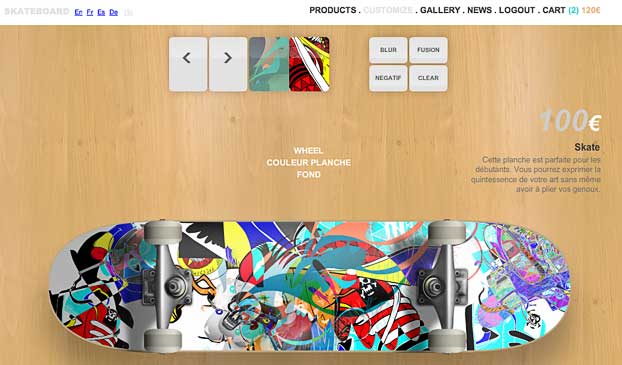 SKATEBOARD En Fr Es De
PRODUCTS . CUSTOMIZE . GALLERY . NEWS . LOGOUT . CART (2) 120€
BLUR FUSION
NEGATIF CLEAR
100€
Skate
Cette planche est parfaite pour les
débutants. Vous pourrez exprimer la
quintessence de votre art sans même
avoir à plier vos genoux.
WHEEL
COULEUR PLANCHE
FOND